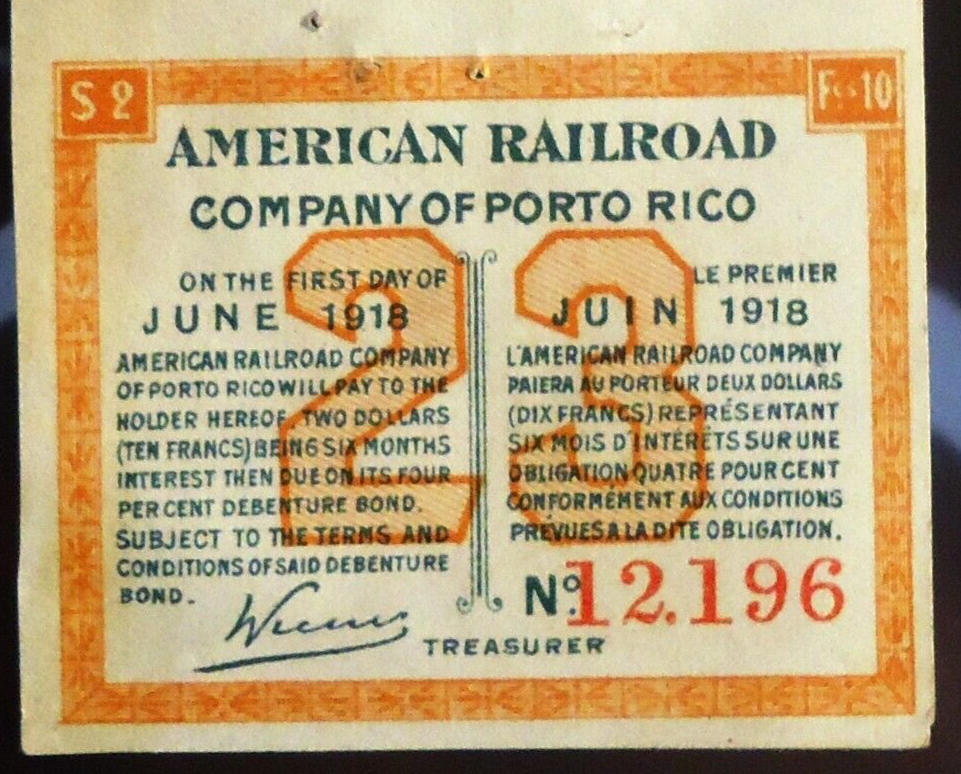 $ 2
Fcs 10
AMERICAN RAILROAD
COMPANY OF PORTO RICO
23
ON THE FIRST DAY OF
JUNE 1918
AMERICAN RAILROAD COMPANY
OF PORTO RICO WILL PAY TO THE
HOLDER HEREOF, TWO DOLLARS
(TEN FRANCS) BEING SIX MONTHS
INTEREST THEN DUE ON ITS FOUR
PER CENT DEBENTURE BOND.
SUBJECT TO THE TERMS AND
CONDITIONS OF SAID DEBENTURE
BOND.
LE PREMIER
JUIN 1918
L'AMERICAN RAILROAD COMPANY
PAIERA AU PORTEUR DEUX DOLLARS
(DIX FRANCS) REPRÉSENTANT
SIX MOIS D'INTÉRÊTS SUR UNE
OBLIGATION QUATRE POUR CENT
CONFORMÉMENT AUX CONDITIONS
PRÉVUES A LA DITE OBLIGATION.
Nº 12.196
TREASURER